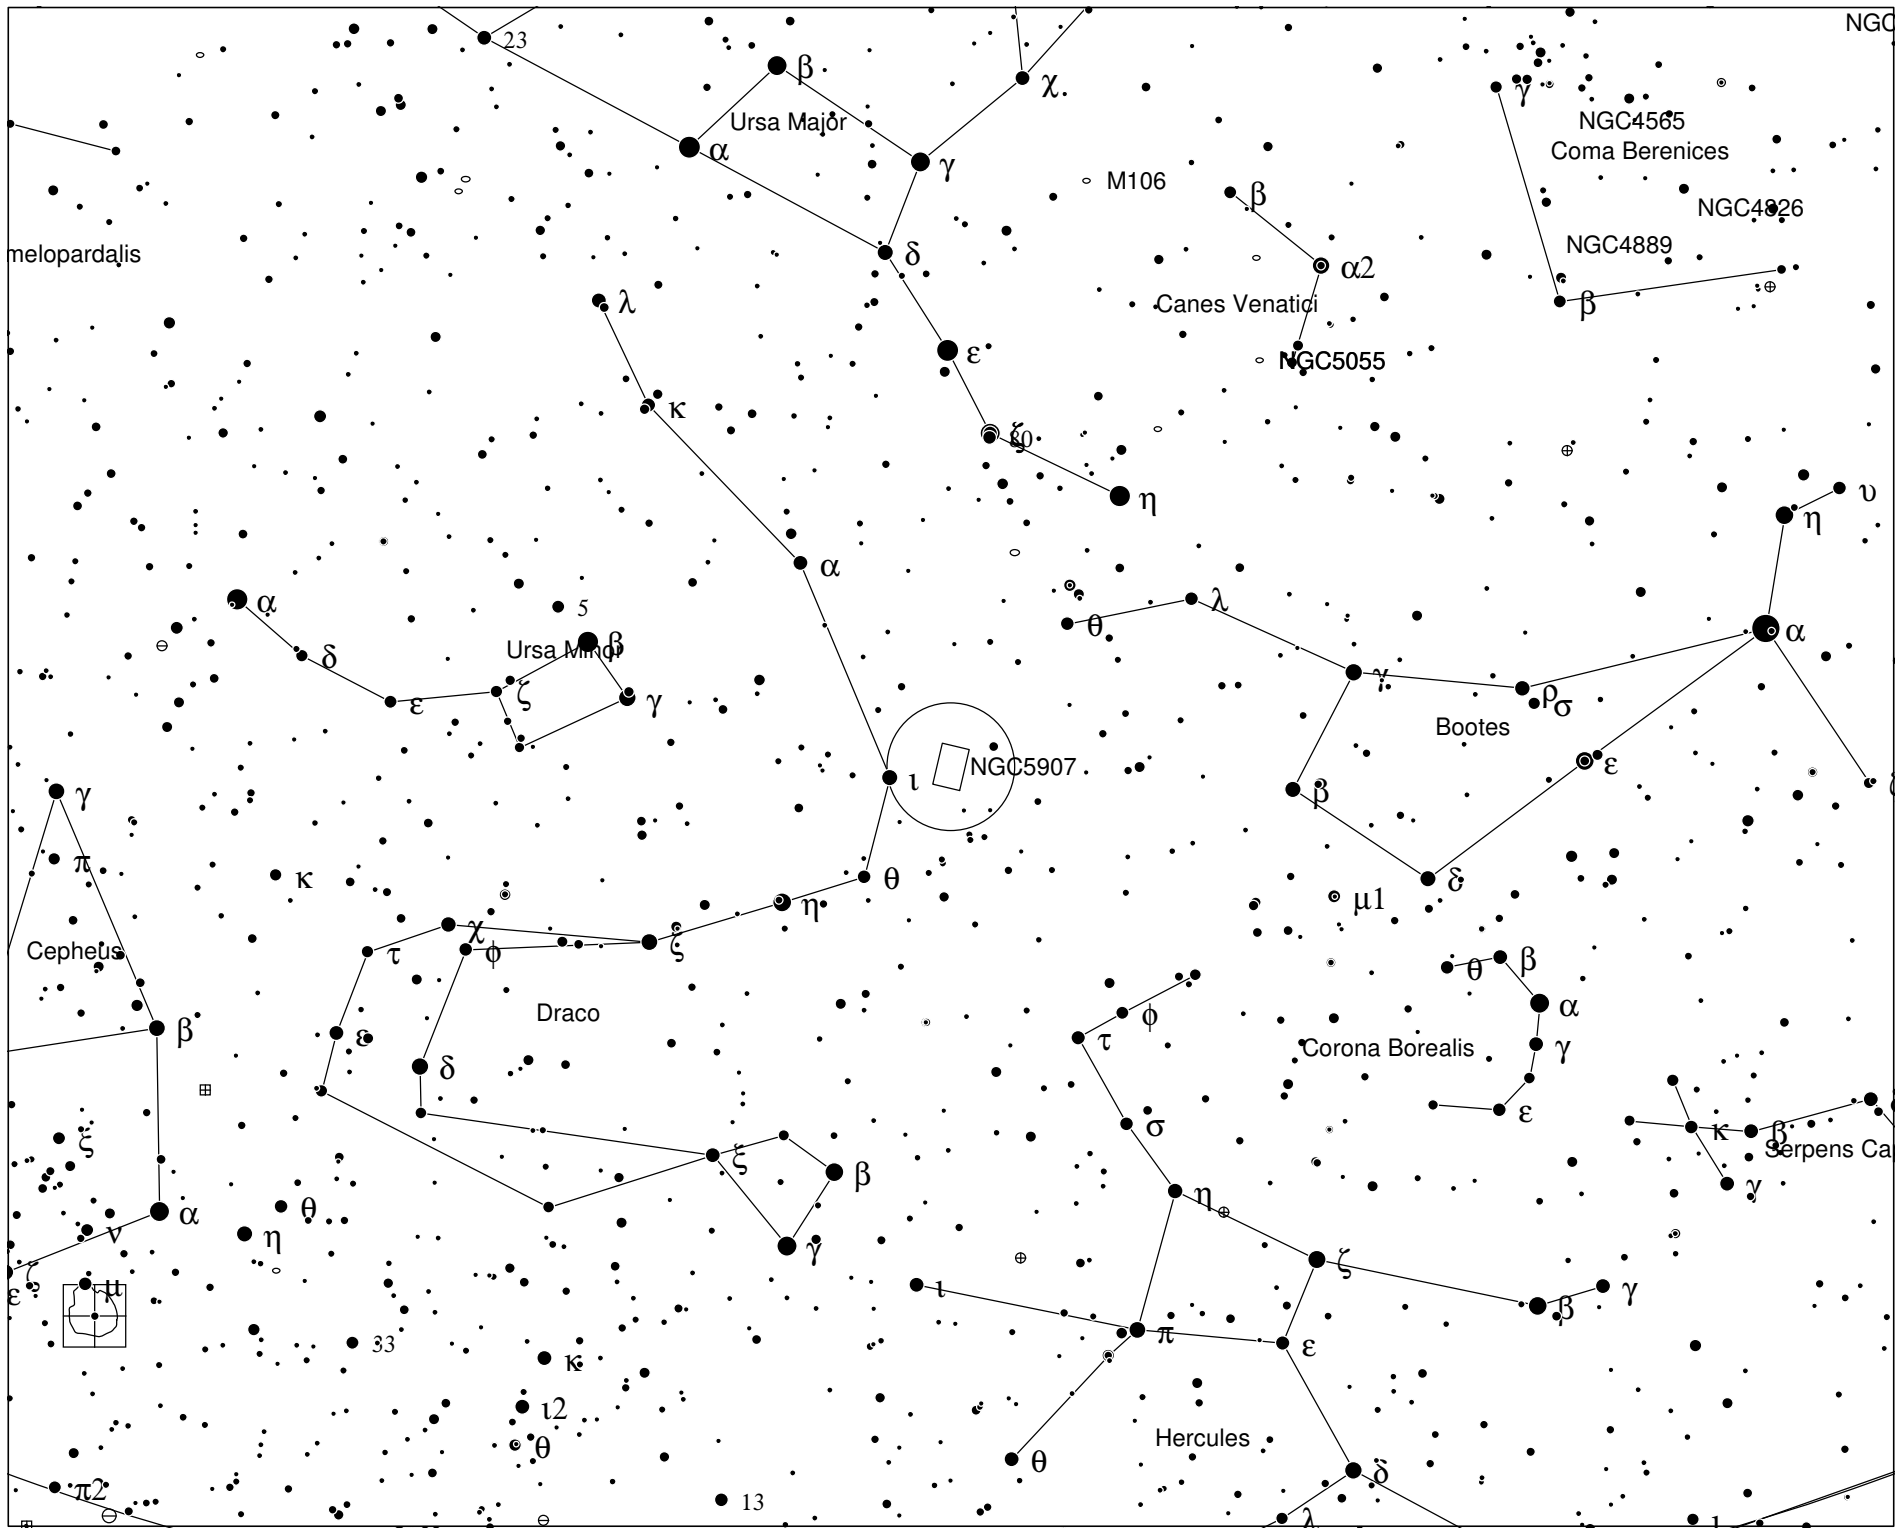 NGC
23
β
χ
γ
Ursa Major
NGC4565
α
Coma Berenices
γ
M106
β
NGC4826
δ
NGC4889
melopardalis
α2
λ
Canes Venatici
β
ε
NGC5055
κ
ζ
80
υ
η
η
α
α
5
λ
θ
α
β
Ursa Minor
δ
γ
ζ
ρ
ε
γ
σ
Bootes
ε
NGC5907
ι
γ
β
ζ
π
κ
θ
δ
η
μ1
χ
ζ
Cepheus
τ
φ
β
θ
α
Draco
φ
β
ε
τ
Corona Borealis
γ
δ
ε
σ
κ
β
ξ
Serpens Ca
ξ
β
γ
η
α
θ
ν
η
γ
ζ
ζ
ι
μ
γ
ε
β
π
33
ε
κ
ι2
Hercules
θ
θ
δ
π2
13
λ
ι